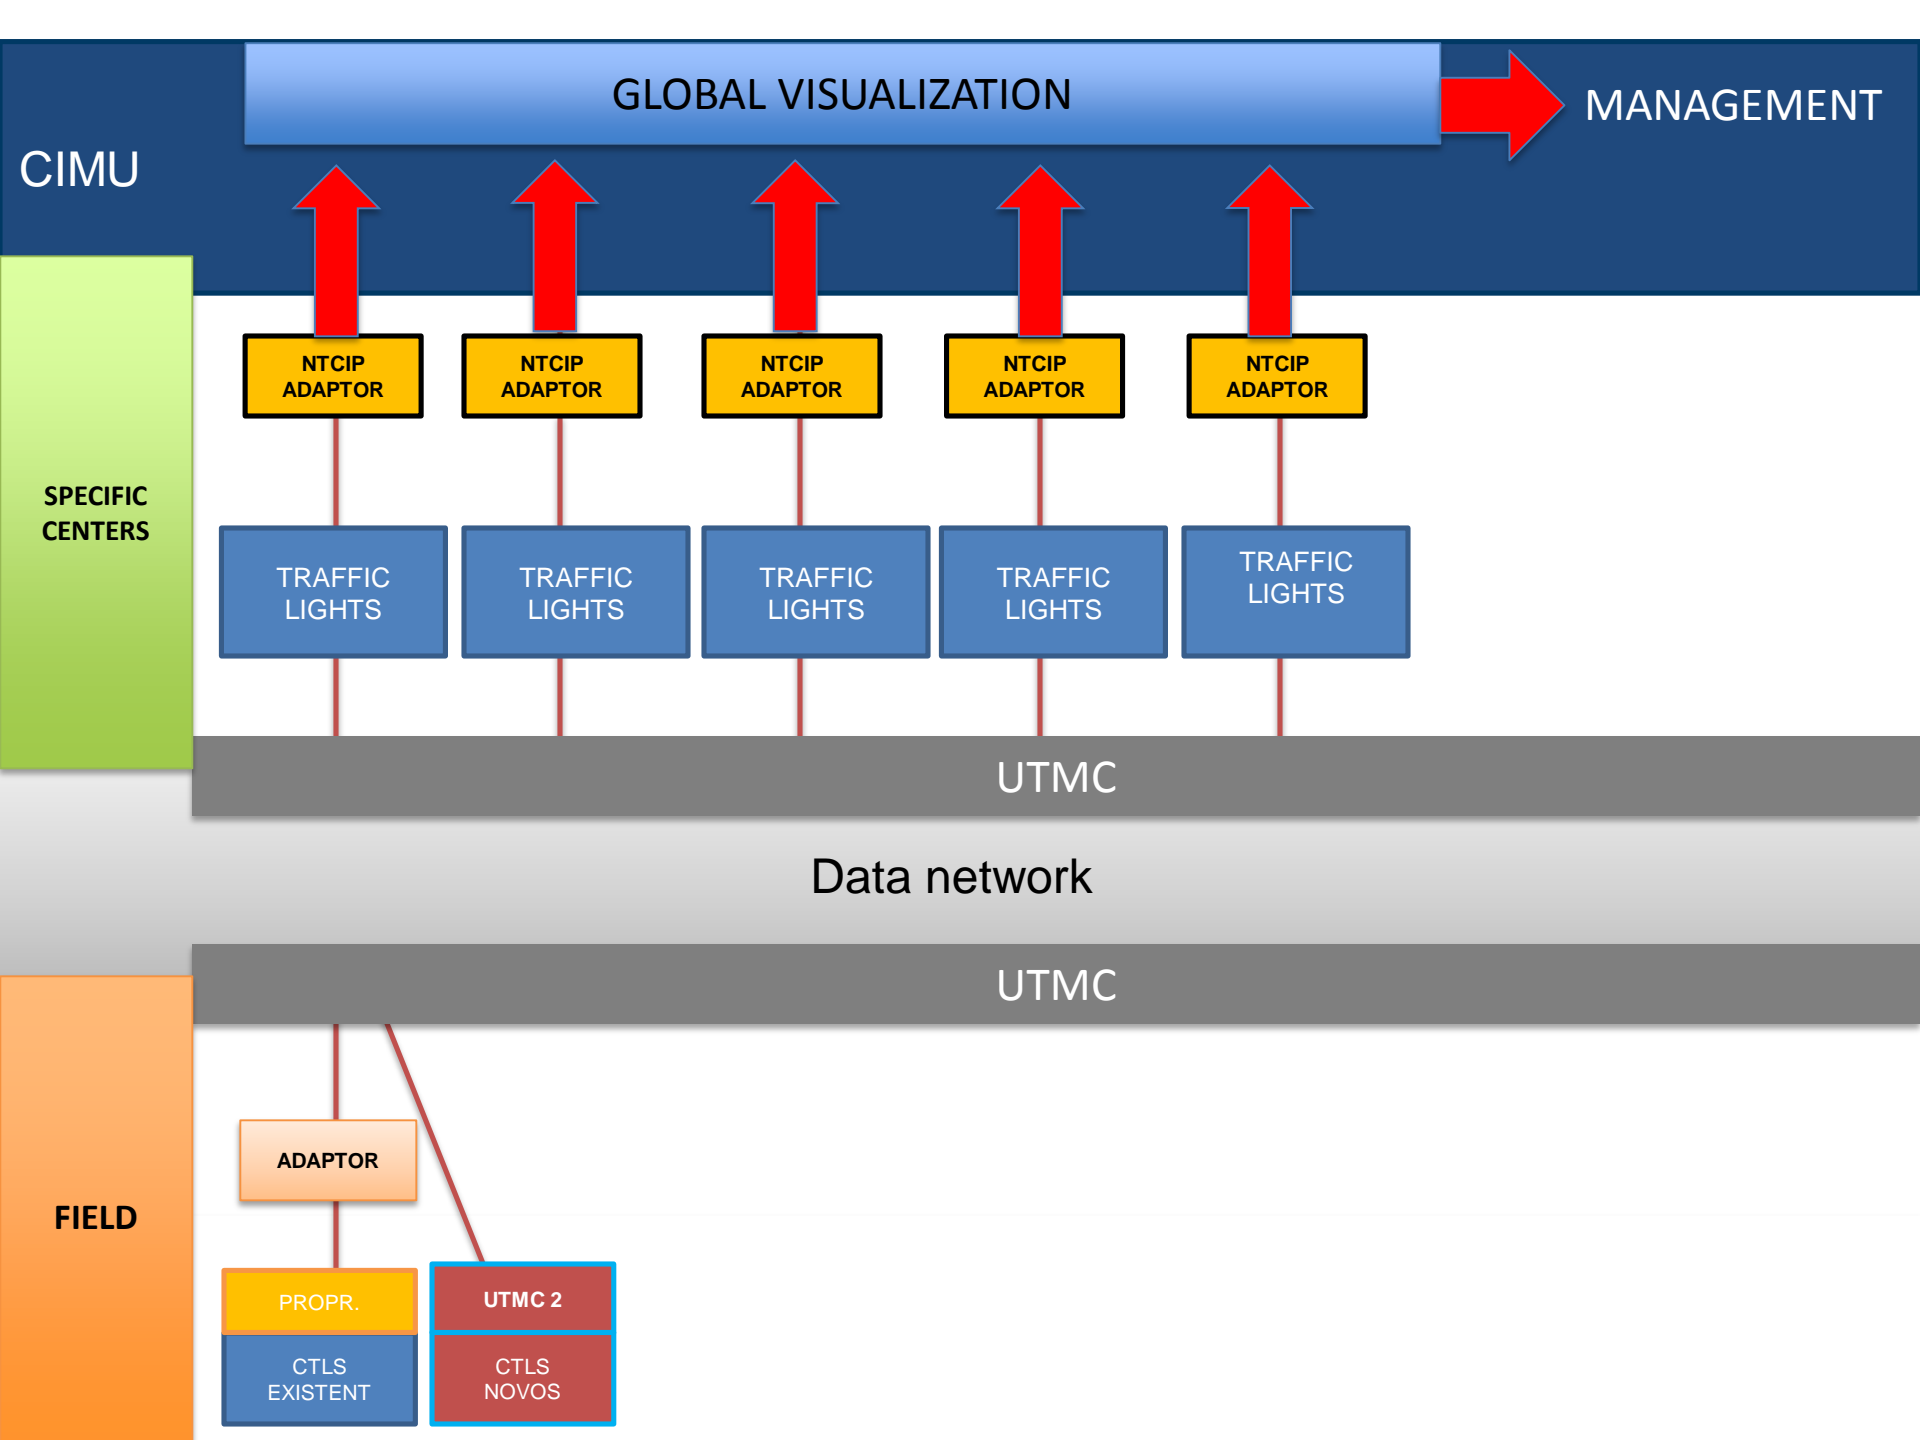 GLOBAL VISUALIZATION
MANAGEMENT
CIMU
NTCIP
ADAPTOR
NTCIP
ADAPTOR
NTCIP
ADAPTOR
NTCIP
ADAPTOR
NTCIP
ADAPTOR
SPECIFIC
CENTERS
TRAFFIC
LIGHTS
TRAFFIC
LIGHTS
TRAFFIC
LIGHTS
TRAFFIC
LIGHTS
TRAFFIC
LIGHTS
UTMC
Data network
UTMC
ADAPTOR
FIELD
PROPR.
CTLS
EXISTENT
UTMC 2
CTLS
NOVOS